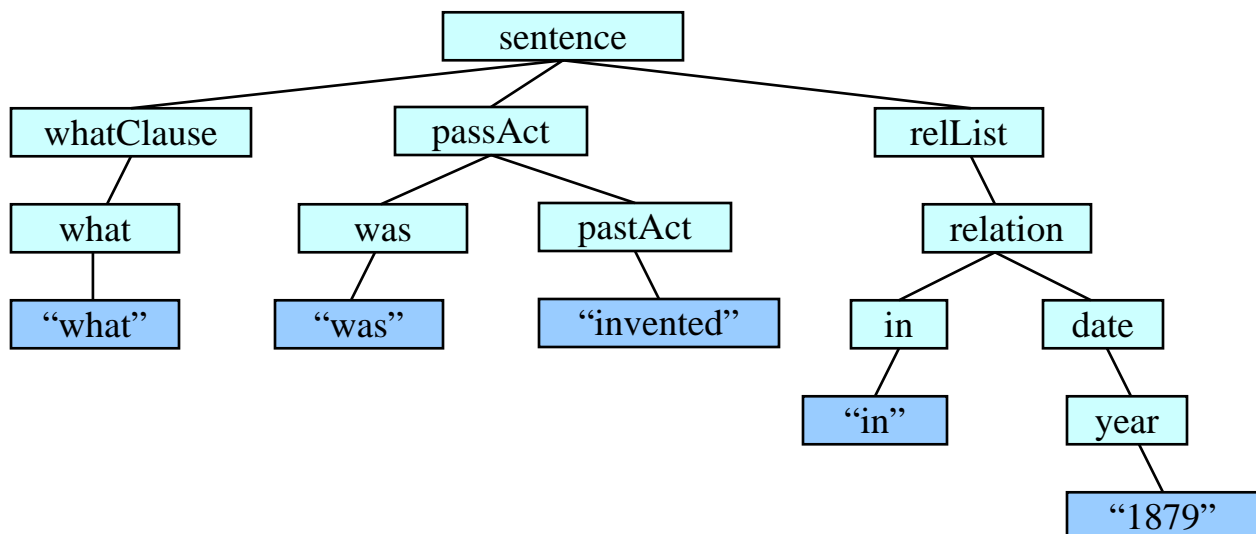 sentence
whatClause passAct relList
what was pastAct relation
“what” “was” “invented” in date
“in” year
“1879”